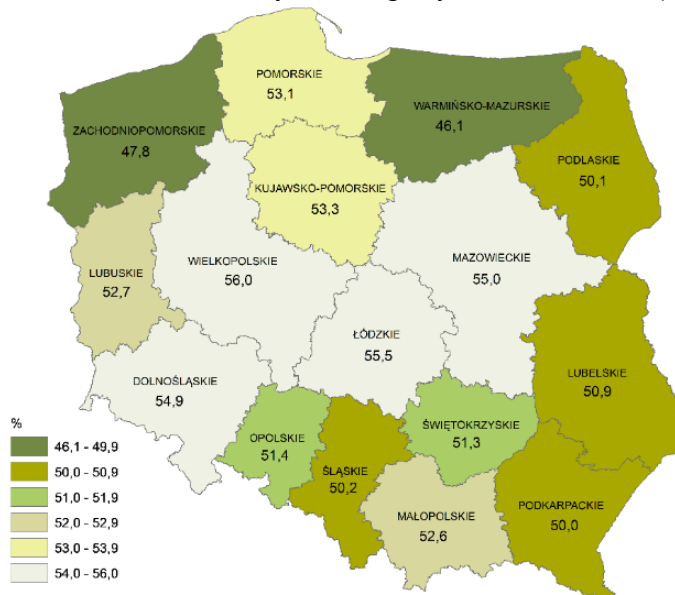 POMORSKIE
53,1
WARMIŃSKO-MAZURSKIE
46,1
ZACHODNIOPOMORSKIE
47,8
PODLASKIE
50,1
KUJAWSKO-POMORSKIE
53,3
WIELKOPOLSKIE
56,0
MAZOWIECKIE
55,0
LUBUSKIE
52,7
ŁÓDZKIE
55,5
LUBELSKIE
50,9
DOLNOŚLĄSKIE
54,9
OPOLSKIE
51,4
ŚWIĘTOKRZYSKIE
51,3
ŚLĄSKIE
50,2
MAŁOPOLSKIE
52,6
PODKARPACKIE
50,0
%
46,1 - 49,9
50,0 - 50,9
51,0 - 51,9
52,0 - 52,9
53,0 - 53,9
54,0 - 56,0